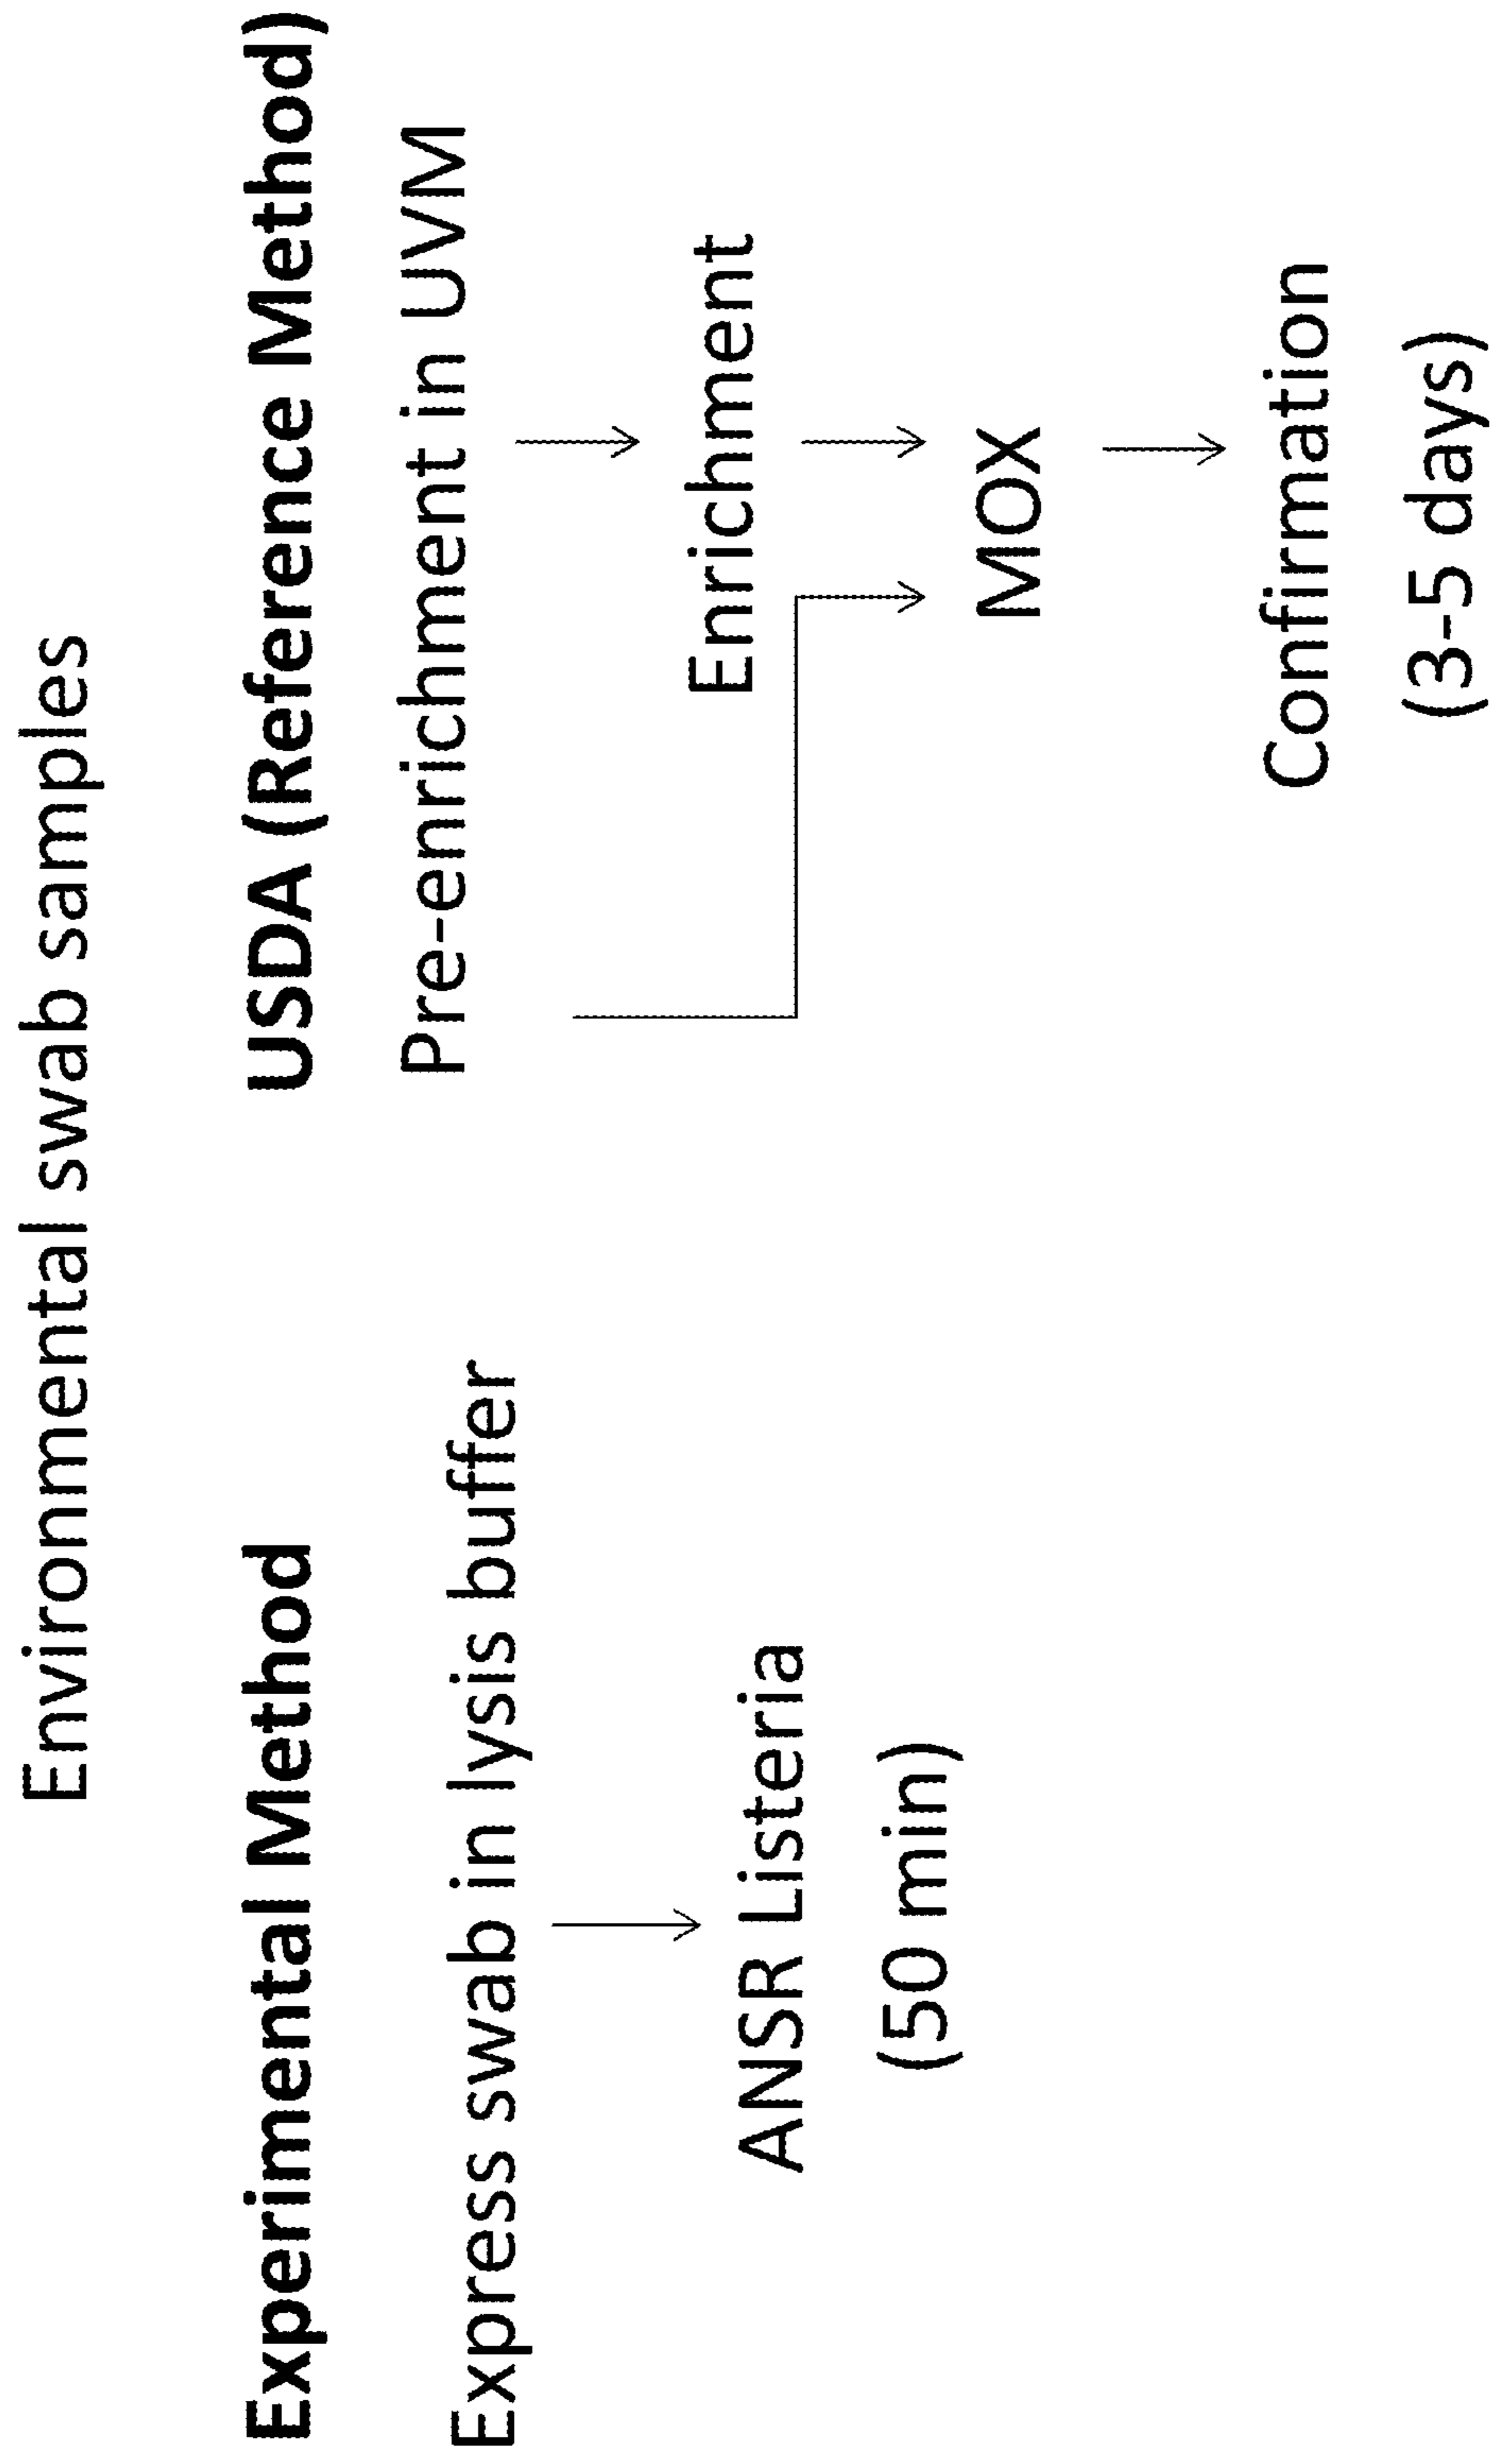 Environmental swab samples
Experimental Method
Express swab in lysis buffer
ANSR Listeria
(50 min)
USDA (Reference Method)
Pre-enrichment in UVM
Enrichment
MOX
Confirmation
(3-5 days)